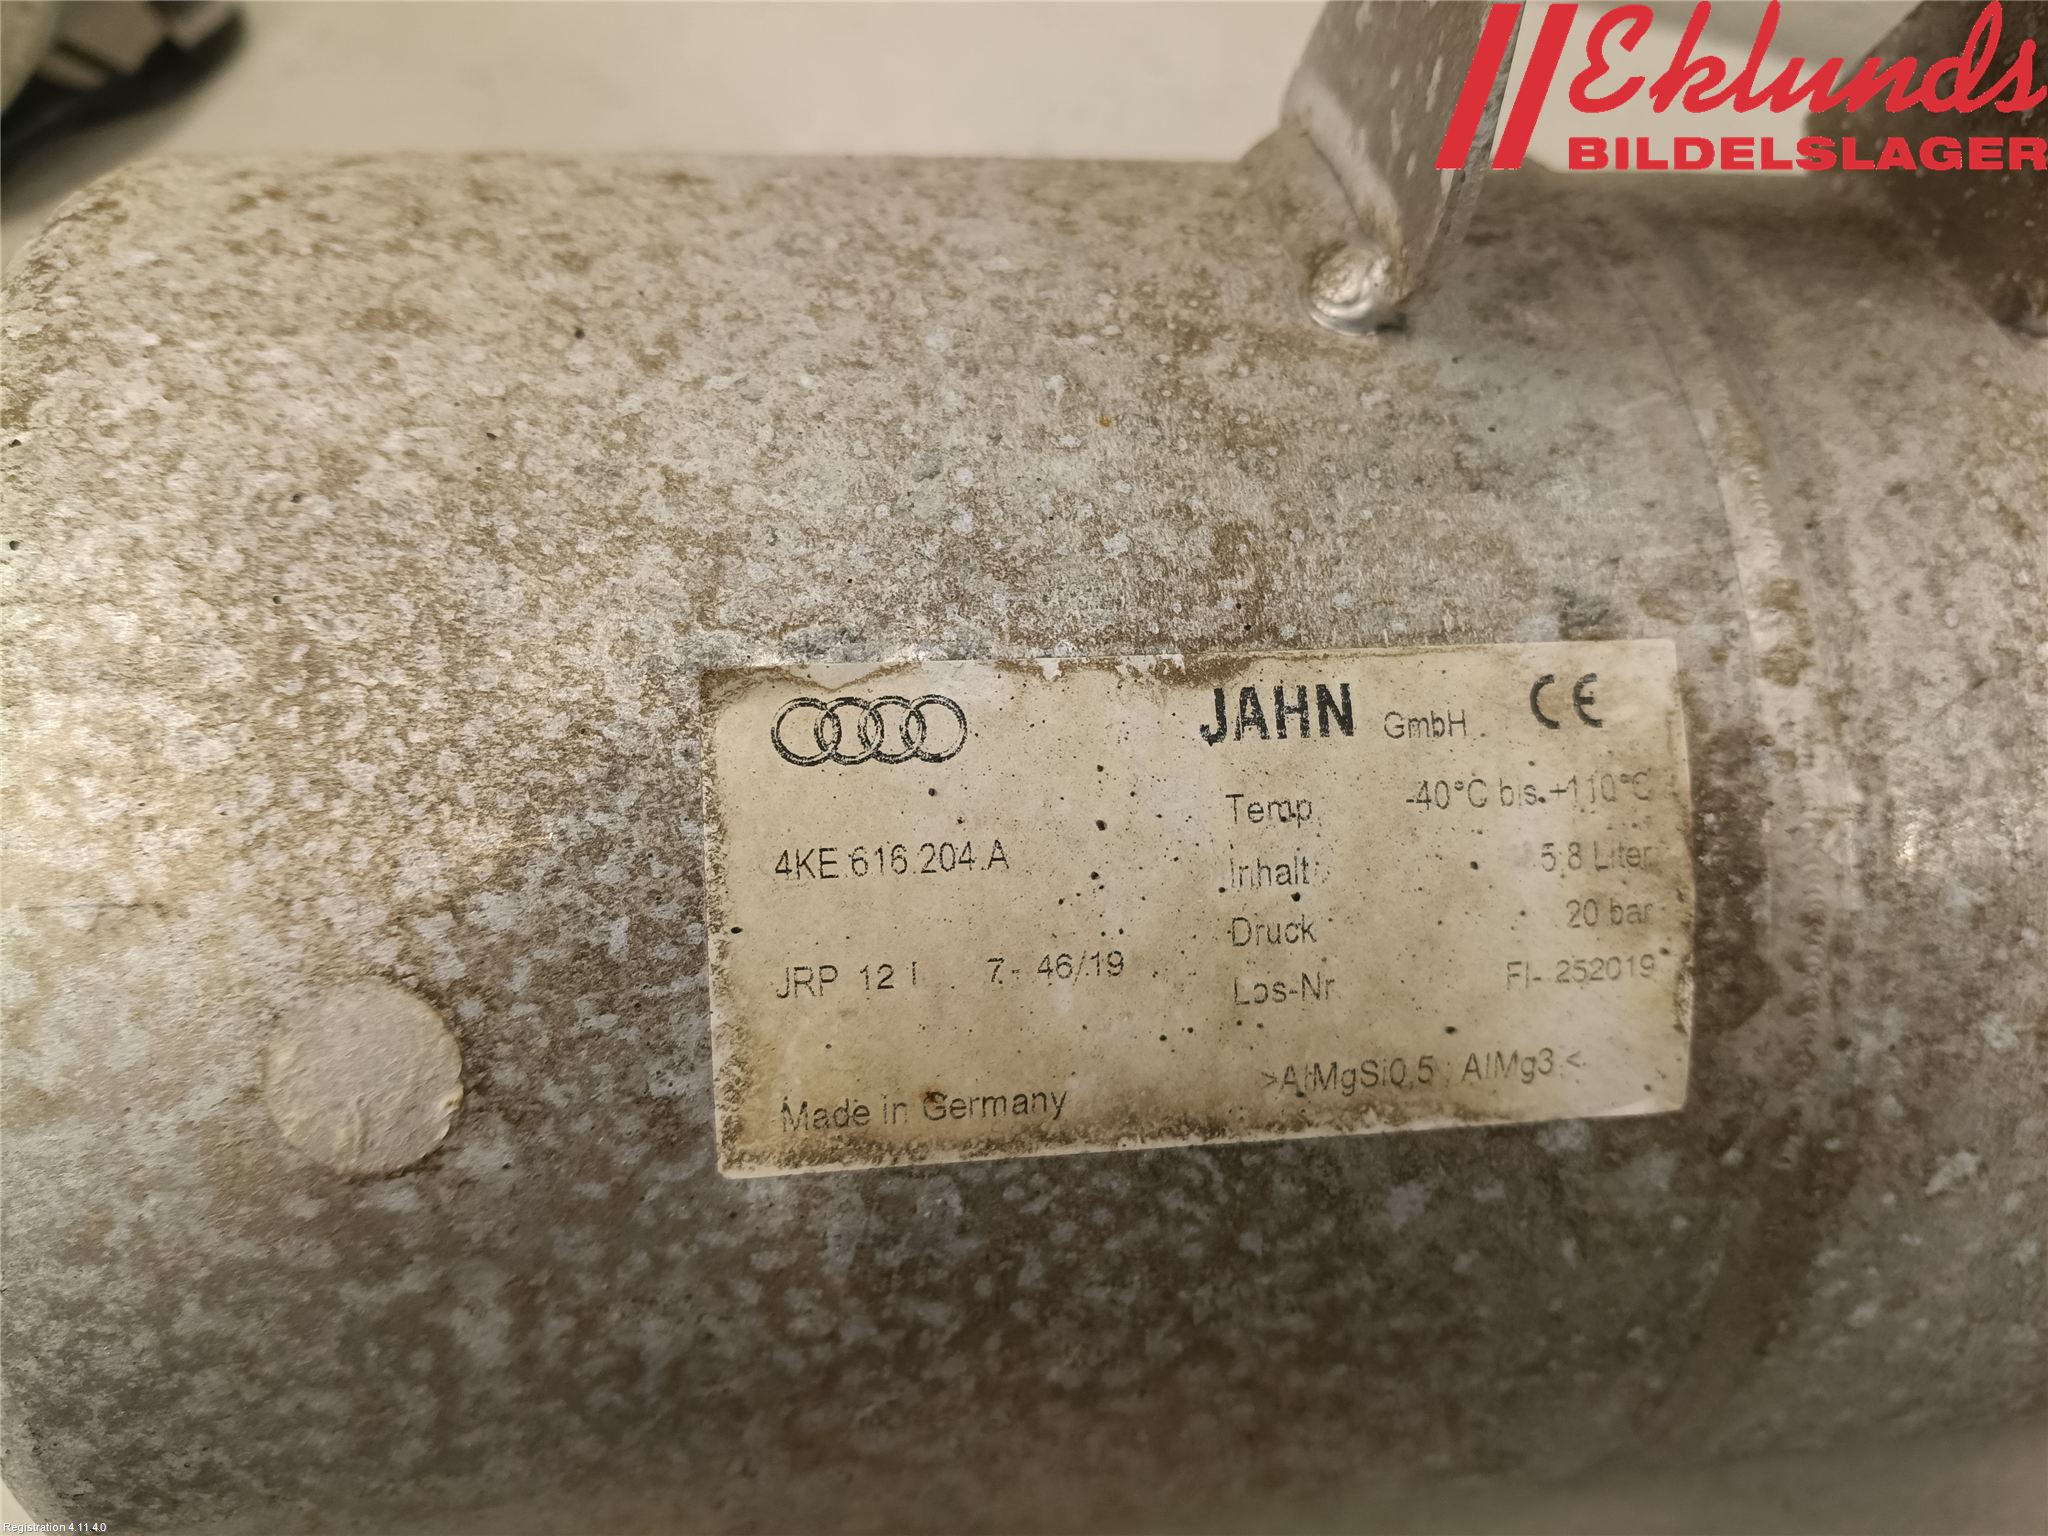 Eklunds
BILDELSLAGER
JAHN GmbH CE
Temp. -40°C bis +110°C
4KE.616.204.A
Inhalt: 5,8 Liter
Druck 20 bar
JRP 12 I 7- 46/19
Los-Nr. FI- 252019
>AlMgSi0,5 ; AlMg3 <
Made in Germany
Registration 4.11.4.0